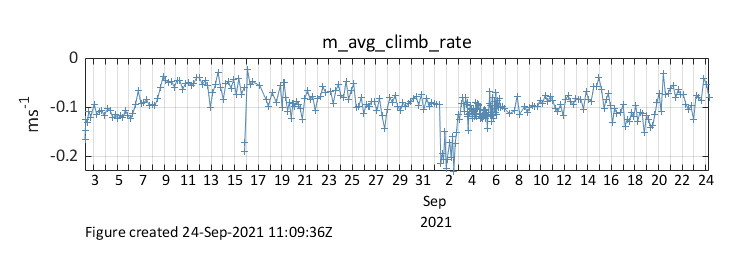 m_avg_climb_rate
0
-0.1
-0.2
ms-1
3 5 7 9 11 13 15 17 19 21 23 25 27 29 31 2 4 6 8 10 12 14 16 18 20 22 24
Sep
2021
Figure created 24-Sep-2021 11:09:36Z